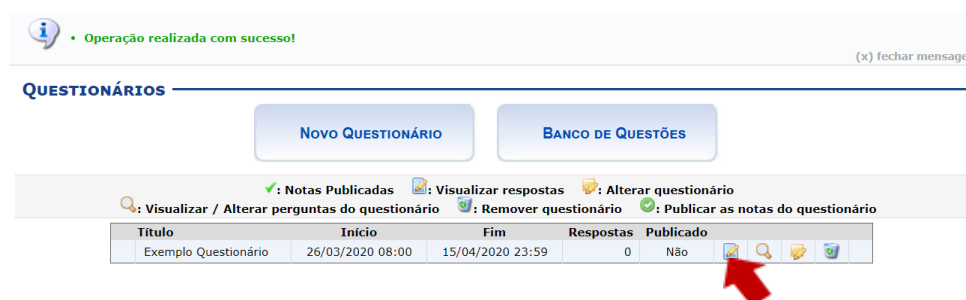 • Operação realizada com sucesso!
(x) fechar mensage
QUESTIONÁRIOS
NOVO QUESTIONÁRIO
BANCO DE QUESTÕES
: Notas Publicadas : Visualizar respostas : Alterar questionário
: Visualizar / Alterar perguntas do questionário : Remover questionário : Publicar as notas do questionário
Título Início Fim Respostas Publicado
Exemplo Questionário 26/03/2020 08:00 15/04/2020 23:59 0 Não